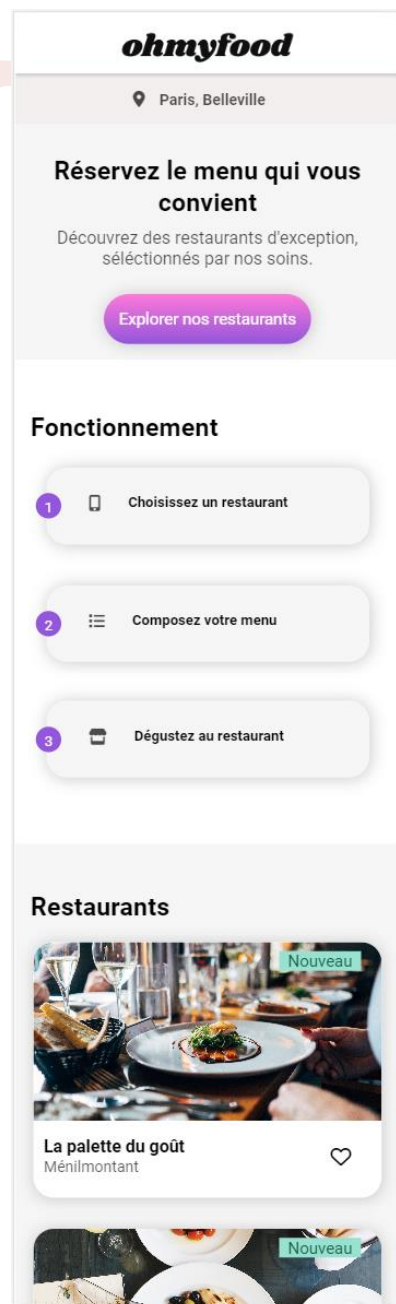 ohmyfood
Paris, Belleville
Réservez le menu qui vous
convient
Découvrez des restaurants d'exception,
séléctionnés par nos soins.
Explorer nos restaurants
Fonctionnement
1 Choisissez un restaurant
2 Composez votre menu
3 Dégustez au restaurant
Restaurants
Nouveau
La palette du goût
Ménilmontant
Nouveau